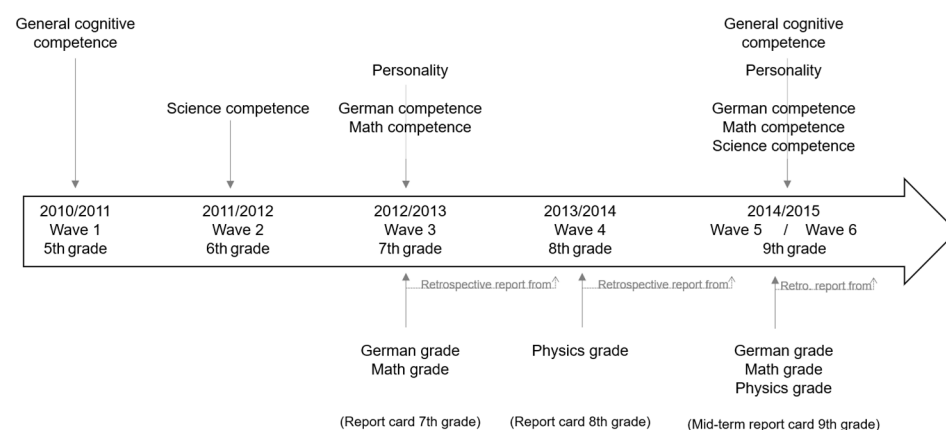 General cognitive
competence
General cognitive
competence
Personality
Personality
Science competence
German competence
Math competence
German competence
Math competence
Science competence
2010/2011
Wave 1
5th grade
2011/2012
Wave 2
6th grade
2012/2013
Wave 3
7th grade
2013/2014
Wave 4
8th grade
2014/2015
Wave 5 / Wave 6
9th grade
Retrospective report from
Retrospective report from
Retro. report from
German grade
Math grade
(Report card 7th grade)
Physics grade
(Report card 8th grade)
German grade
Math grade
Physics grade
(Mid-term report card 9th grade)